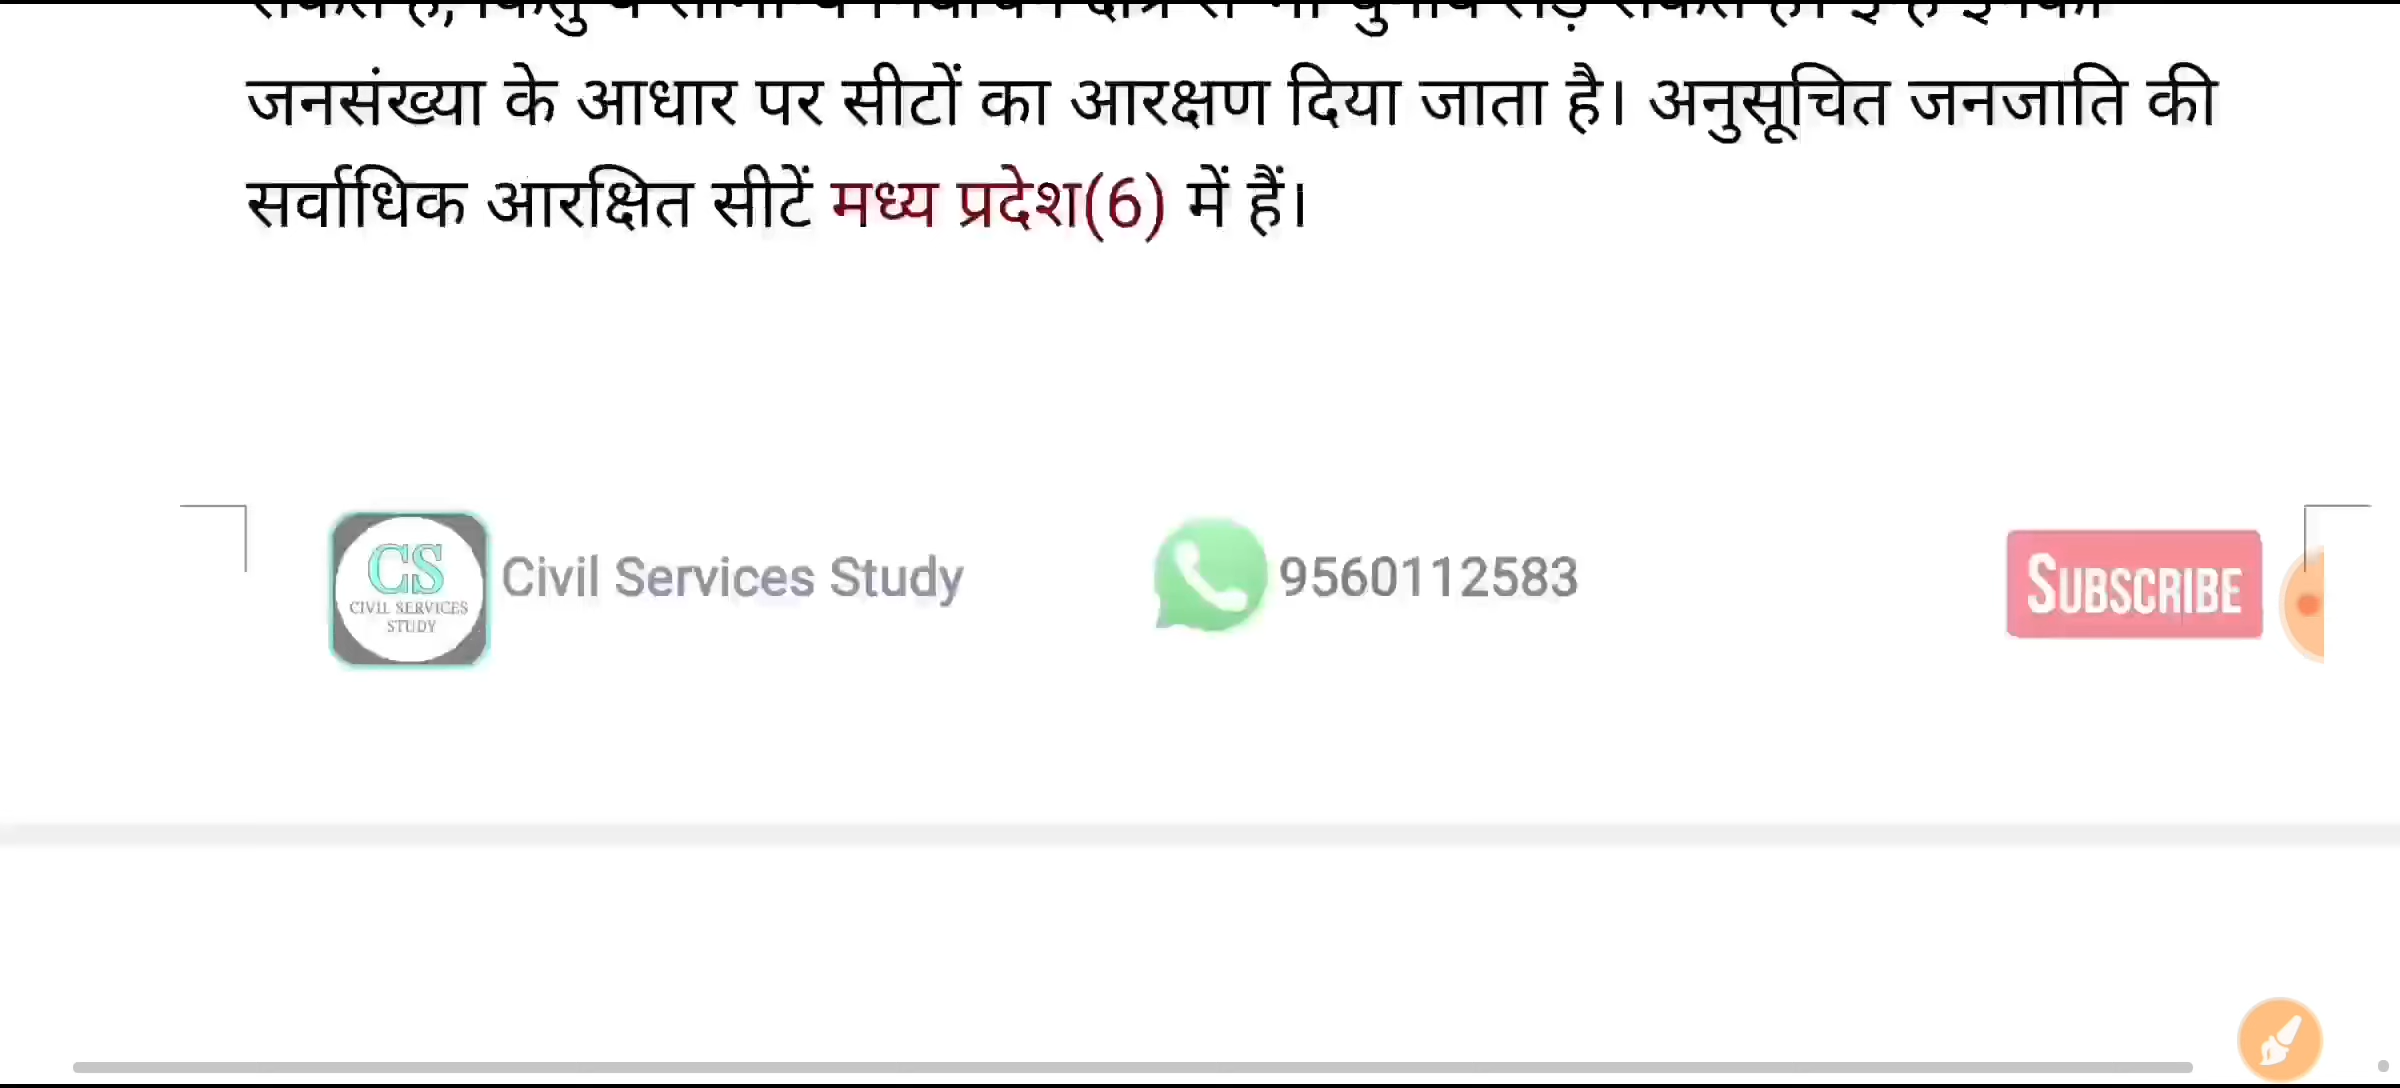 जनसंख्या के आधार पर सीटों का आरक्षण दिया जाता है। अनुसूचित जनजाति की
सर्वाधिक आरक्षित सीटें मध्य प्रदेश(6) में हैं।
CS
CIVIL SERVICES
STUDY
Civil Services Study
9560112583
SUBSCRIBE